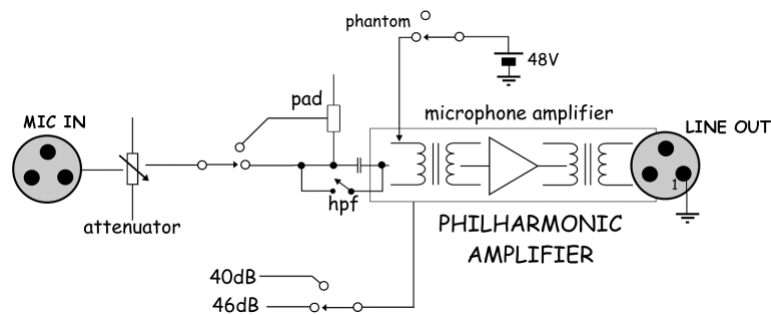 phantom
48V
pad
microphone amplifier
MIC IN
LINE OUT
1
attenuator
hpf
PHILHARMONIC
AMPLIFIER
40dB
46dB